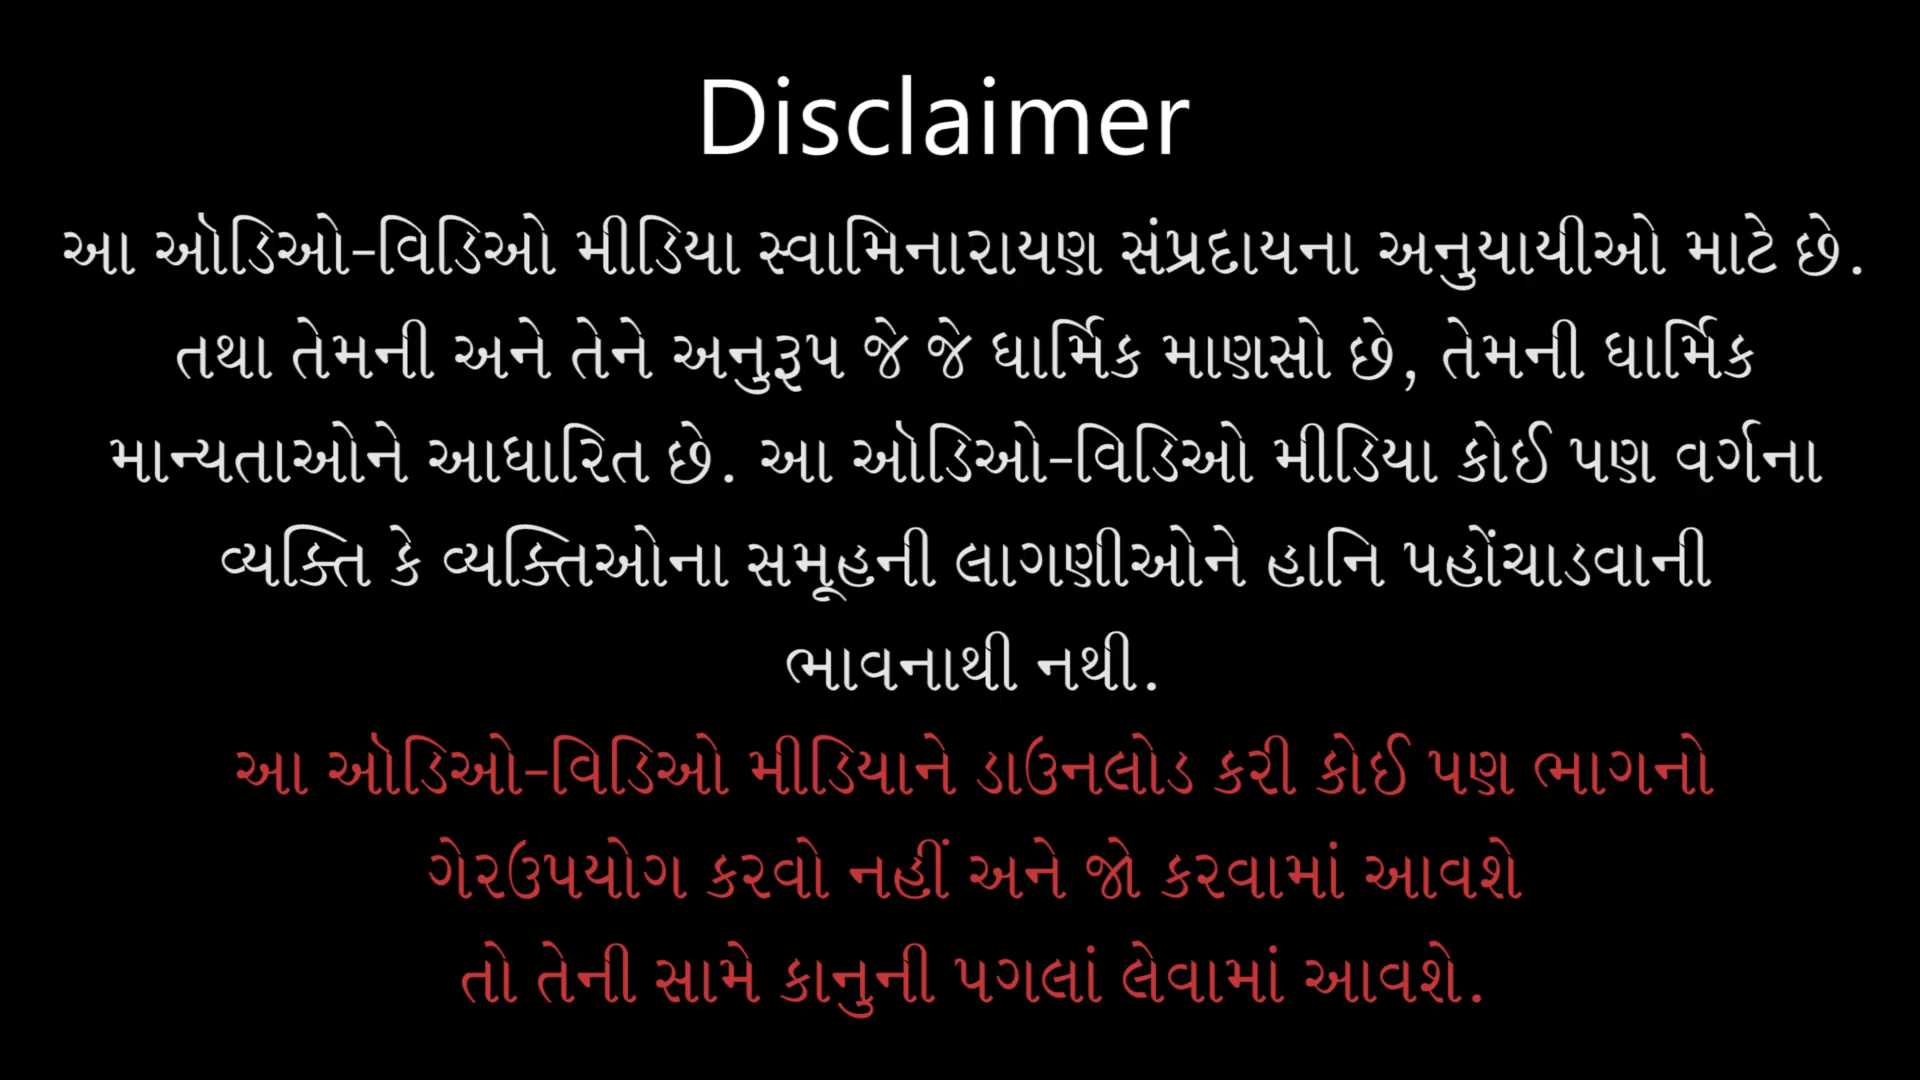 Disclaimer
આ ઑડિઓ-વિડિઓ મીડિયા સ્વામિનારાયણ સંપ્રદાયના અનુયાયીઓ માટે છે.
તથા તેમની અને તેને અનુરૂપ જે જે ધાર્મિક માણસો છે, તેમની ધાર્મિક
માન્યતાઓને આધારિત છે. આ ઑડિઓ-વિડિઓ મીડિયા કોઈ પણ વર્ગના
વ્યક્તિ કે વ્યક્તિઓના સમૂહની લાગણીઓને હાનિ પહોંચાડવાની
ભાવનાથી નથી.
આ ઑડિઓ-વિડિઓ મીડિયાને ડાઉનલોડ કરી કોઈ પણ ભાગનો
ગેરઉપયોગ કરવો નહીં અને જો કરવામાં આવશે
તો તેની સામે કાનુની પગલાં લેવામાં આવશે.